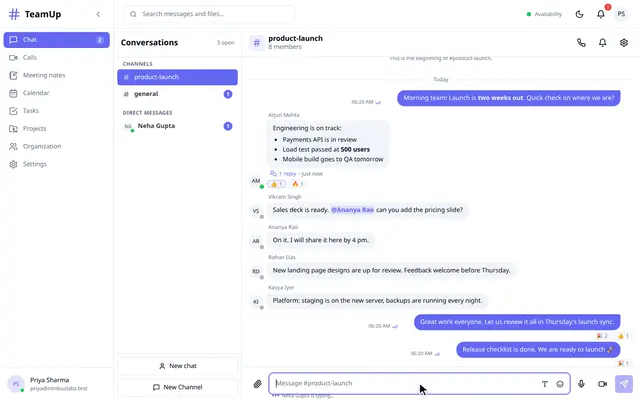 TeamUp
Search messages and files...
Availability
PS
Chat
2
Calls
Meeting notes
Calendar
Tasks
Projects
Organization
Settings
Priya Sharma
priya@nimbuslabs.test
Conversations
3 open
CHANNELS
# product-launch
# general
1
DIRECT MESSAGES
Neha Gupta
1
New chat
New Channel
# product-launch
8 members
This is the beginning of #product-launch.
Today
06:20 AM
Morning team! Launch is two weeks out. Quick check on where we are?
Arjun Mehta
Engineering is on track:
• Payments API is in review
• Load test passed at 500 users
• Mobile build goes to QA tomorrow
1 reply · just now
AM
👍 1
🔥 1
Vikram Singh
VS
Sales deck is ready. @Ananya Rao can you add the pricing slide?
Ananya Rao
AR
On it. I will share it here by 4 pm.
Rohan Das
RD
New landing page designs are up for review. Feedback welcome before Thursday.
Kavya Iyer
KI
Platform: staging is on the new server, backups are running every night.
06:20 AM
Great work everyone. Let us review it all in Thursday's launch sync.
🎉 2
👍 1
06:20 AM
Release checklist is done. We are ready to launch 🚀
🎉 1
Message #product-launch
Neha Gupta is typing...
PS